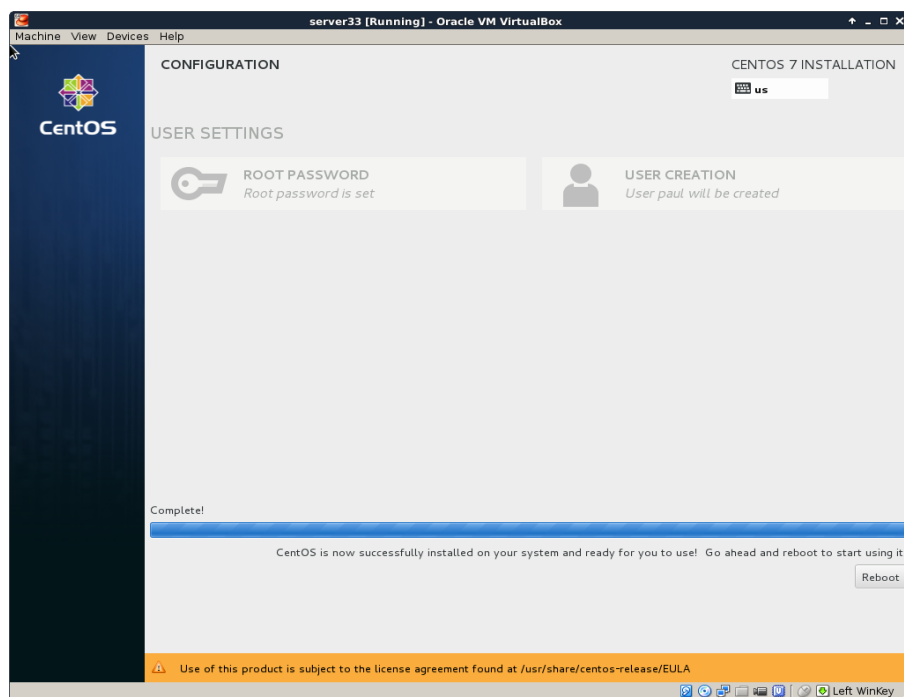 server33 [Running] - Oracle VM VirtualBox
Machine View Devices Help
CentOS
CONFIGURATION
CENTOS 7 INSTALLATION
us
USER SETTINGS
ROOT PASSWORD
Root password is set
USER CREATION
User paul will be created
Complete!
CentOS is now successfully installed on your system and ready for you to use! Go ahead and reboot to start using it
Reboot
Use of this product is subject to the license agreement found at /usr/share/centos-release/EULA
Left WinKey